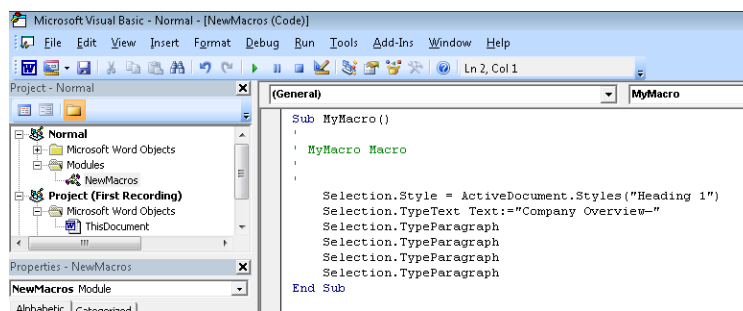 Microsoft Visual Basic - Normal - [NewMacros (Code)]
File Edit View Insert Format Debug Run Tools Add-Ins Window Help
Ln 2, Col 1
Project - Normal
(General) MyMacro
Normal
Microsoft Word Objects
Modules
NewMacros
Project (First Recording)
Microsoft Word Objects
ThisDocument
Properties - NewMacros
NewMacros Module
Alphabetic Categorized
Sub MyMacro()
'
' MyMacro Macro
'
'
Selection.Style = ActiveDocument.Styles("Heading 1")
Selection.TypeText Text:="Company Overview—"
Selection.TypeParagraph
Selection.TypeParagraph
Selection.TypeParagraph
Selection.TypeParagraph
End Sub